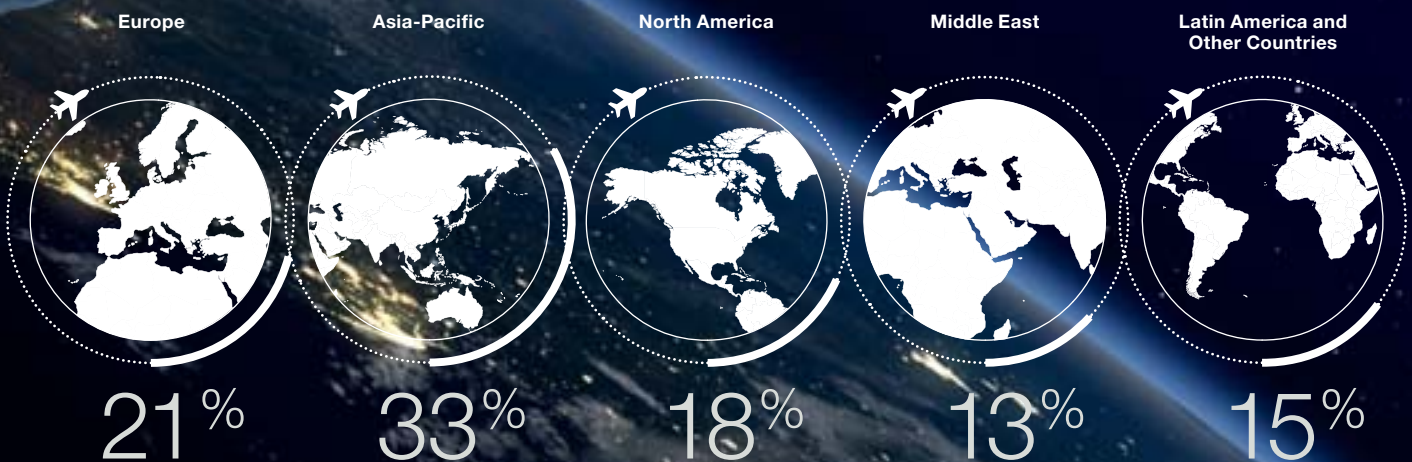 Europe
Asia-Pacific
North America
Middle East
Latin America and
Other Countries
21%
33%
18%
13%
15%